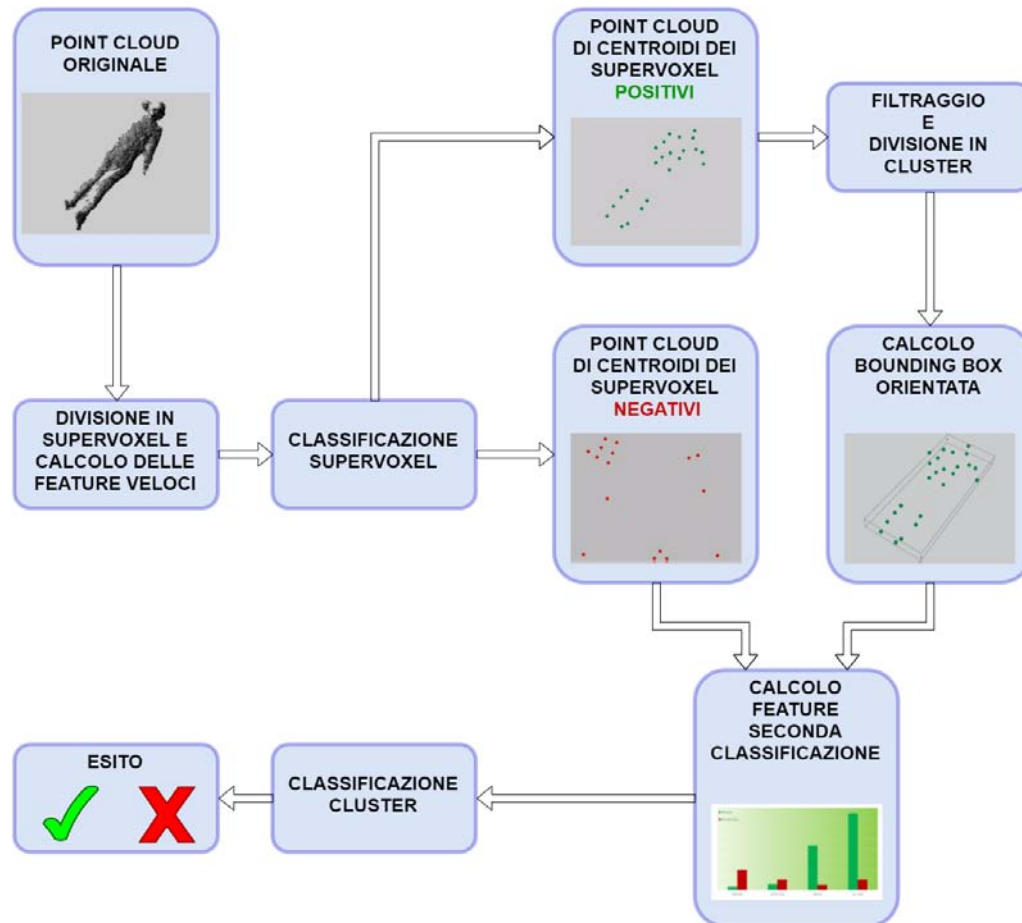 POINT CLOUD
ORIGINALE
DIVISIONE IN
SUPERVOXEL E
CALCOLO DELLE
FEATURE VELOCI
CLASSIFICAZIONE
SUPERVOXEL
POINT CLOUD
DI CENTROIDI DEI
SUPERVOXEL
POSITIVI
FILTRAGGIO
E
DIVISIONE IN
CLUSTER
POINT CLOUD
DI CENTROIDI DEI
SUPERVOXEL
NEGATIVI
CALCOLO
BOUNDING BOX
ORIENTATA
CALCOLO
FEATURE
SECONDA
CLASSIFICAZIONE
CLASSIFICAZIONE
CLUSTER
ESITO